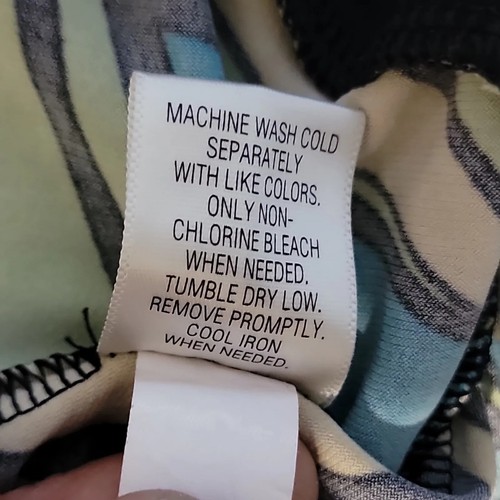 MACHINE WASH COLD
SEPARATELY
WITH LIKE COLORS.
ONLY NON-
CHLORINE BLEACH
WHEN NEEDED.
TUMBLE DRY LOW.
REMOVE PROMPTLY.
COOL IRON
WHEN NEEDED.